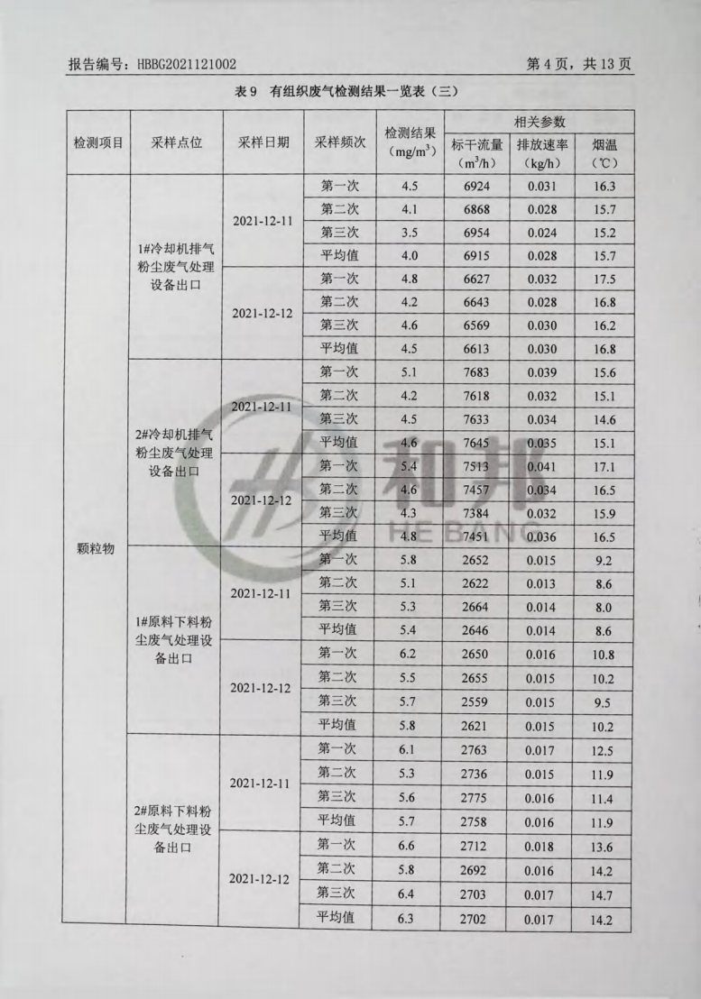 报告编号：HBBG2021121002 第 4 页，共 13 页
表 9 有组织废气检测结果一览表（三）
检测项目 采样点位 采样日期 采样频次 检测结果（mg/m³） 相关参数
标干流量（m³/h） 排放速率（kg/h） 烟温（℃）
颗粒物
1#冷却机排气粉尘废气处理设备出口
2021-12-11
第一次 4.5 6924 0.031 16.3
第二次 4.1 6868 0.028 15.7
第三次 3.5 6954 0.024 15.2
平均值 4.0 6915 0.028 15.7
2021-12-12
第一次 4.8 6627 0.032 17.5
第二次 4.2 6643 0.028 16.8
第三次 4.6 6569 0.030 16.2
平均值 4.5 6613 0.030 16.8
2#冷却机排气粉尘废气处理设备出口
2021-12-11
第一次 5.1 7683 0.039 15.6
第二次 4.2 7618 0.032 15.1
第三次 4.5 7633 0.034 14.6
平均值 4.6 7645 0.035 15.1
2021-12-12
第一次 5.4 7513 0.041 17.1
第二次 4.6 7457 0.034 16.5
第三次 4.3 7384 0.032 15.9
平均值 4.8 7451 0.036 16.5
1#原料下料粉尘废气处理设备出口
2021-12-11
第一次 5.8 2652 0.015 9.2
第二次 5.1 2622 0.013 8.6
第三次 5.3 2664 0.014 8.0
平均值 5.4 2646 0.014 8.6
2021-12-12
第一次 6.2 2650 0.016 10.8
第二次 5.5 2655 0.015 10.2
第三次 5.7 2559 0.015 9.5
平均值 5.8 2621 0.015 10.2
2#原料下料粉尘废气处理设备出口
2021-12-11
第一次 6.1 2763 0.017 12.5
第二次 5.3 2736 0.015 11.9
第三次 5.6 2775 0.016 11.4
平均值 5.7 2758 0.016 11.9
2021-12-12
第一次 6.6 2712 0.018 13.6
第二次 5.8 2692 0.016 14.2
第三次 6.4 2703 0.017 14.7
平均值 6.3 2702 0.017 14.2
和邦
HE BANG